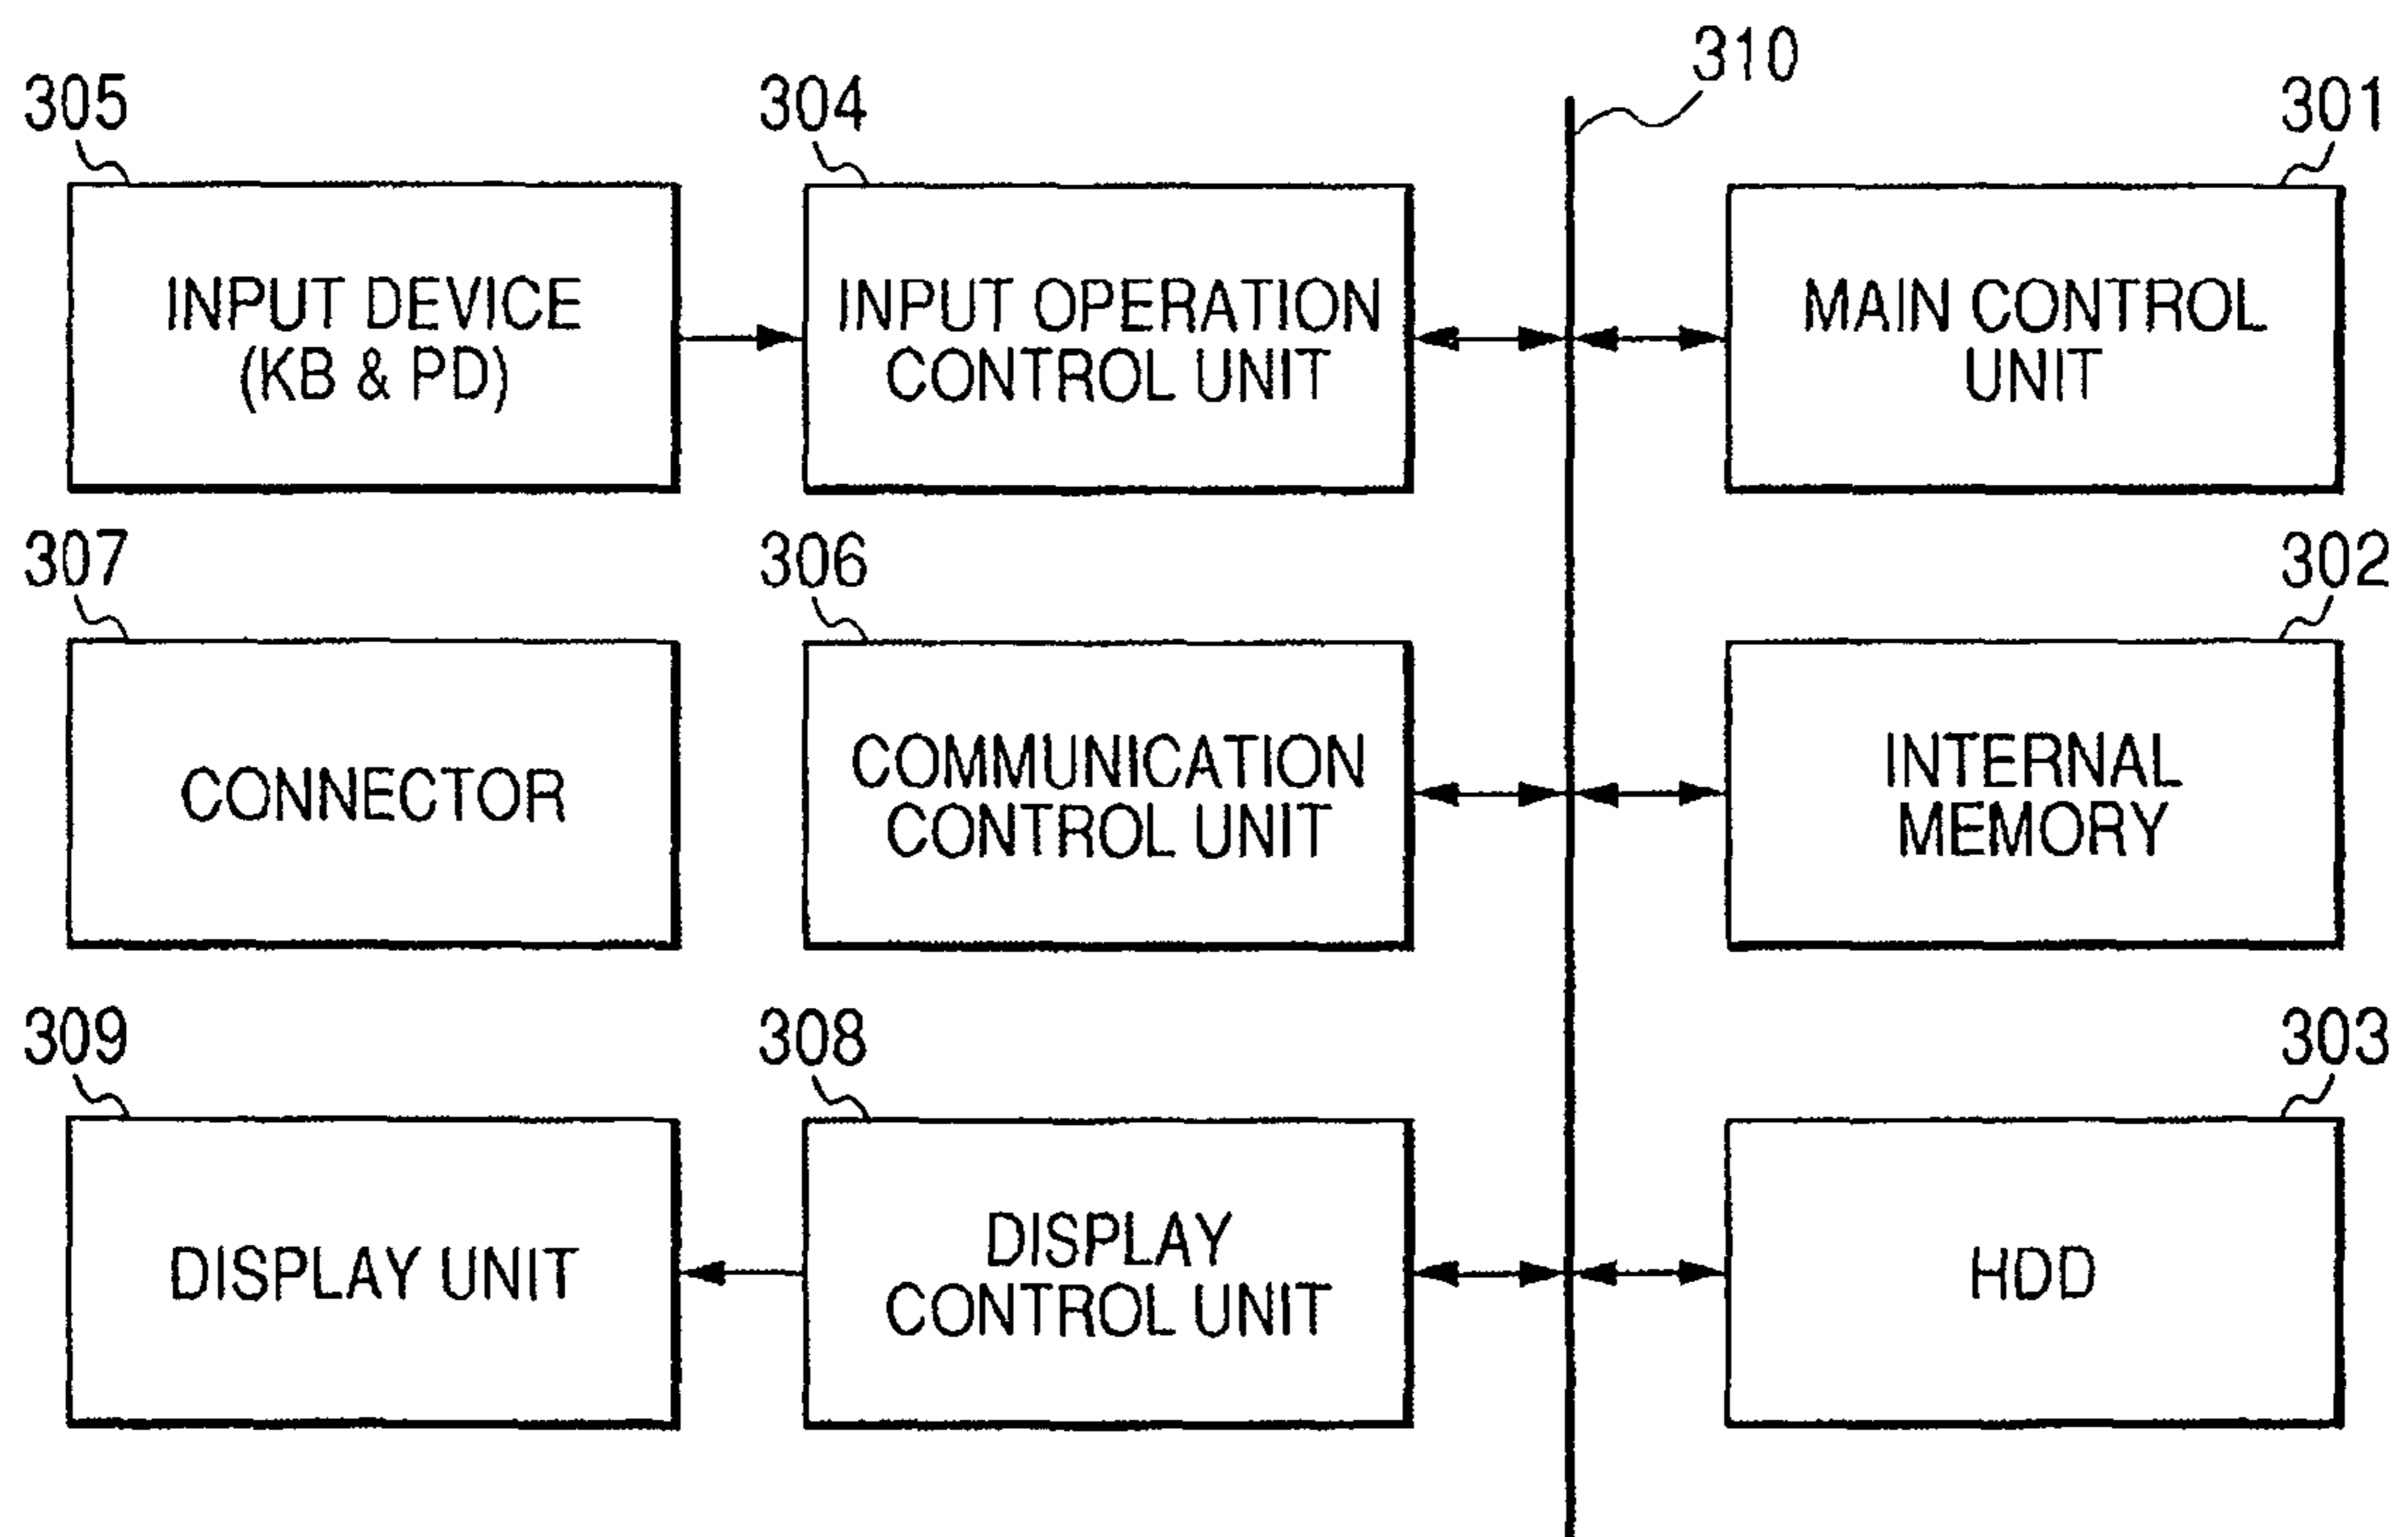 310
305
304
301
INPUT DEVICE
(KB & PD)
INPUT OPERATION
CONTROL UNIT
MAIN CONTROL
UNIT
307
306
302
CONNECTOR
COMMUNICATION
CONTROL UNIT
INTERNAL
MEMORY
309
308
303
DISPLAY UNIT
DISPLAY
CONTROL UNIT
HDD